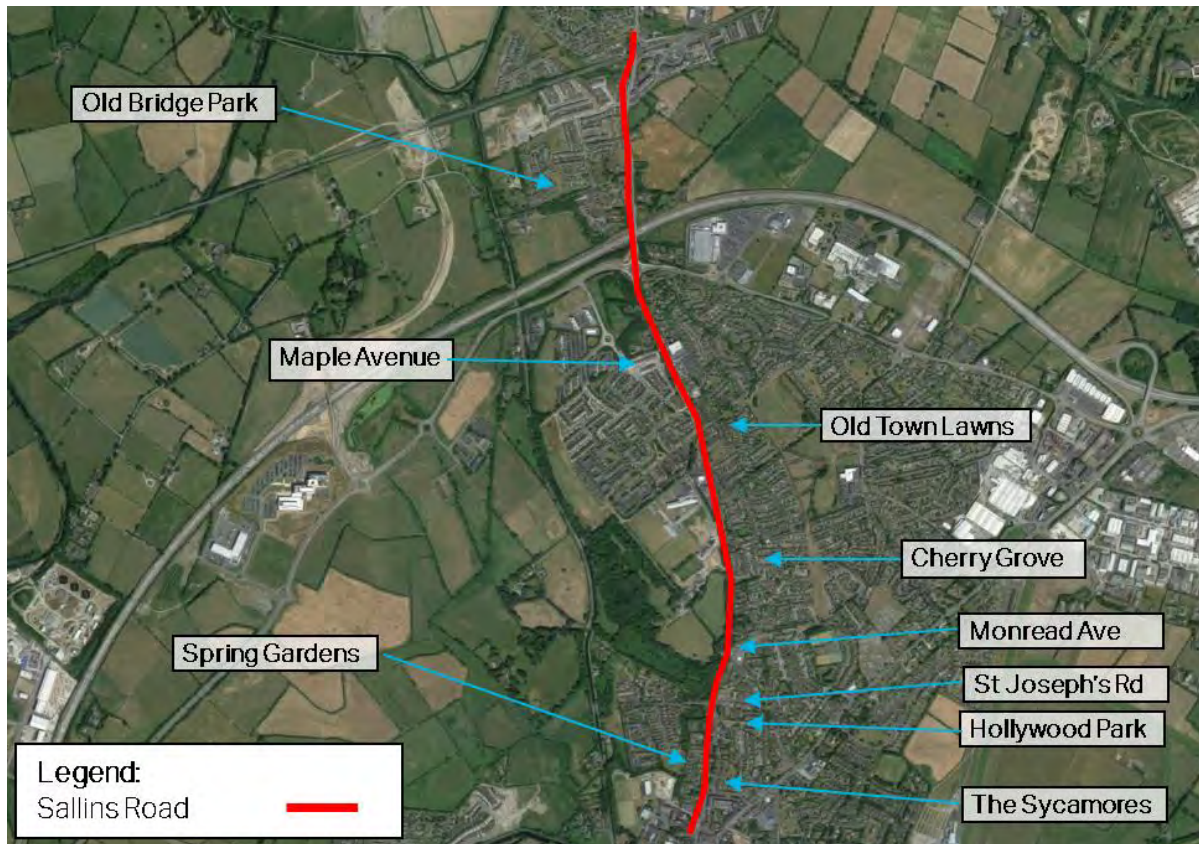 Old Bridge Park
Maple Avenue
Old Town Lawns
Cherry Grove
Monread Ave
Spring Gardens
St Joseph's Rd
Hollywood Park
The Sycamores
Legend:
Sallins Road